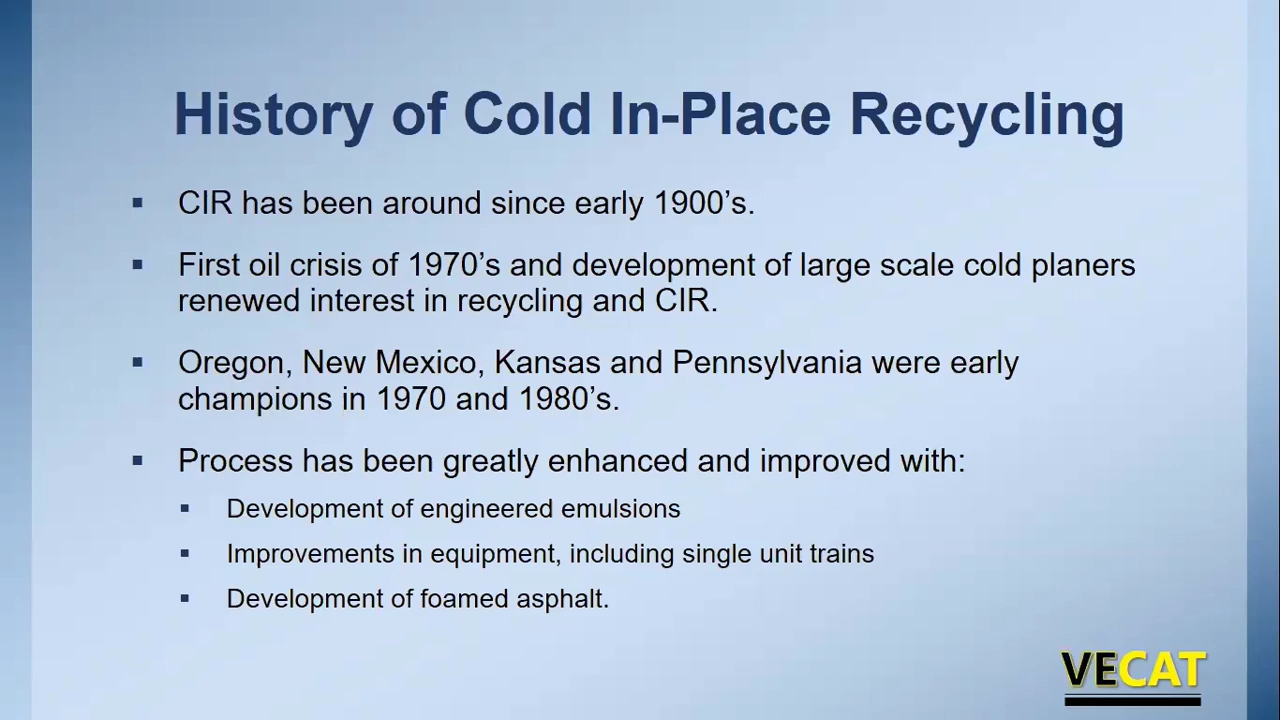 History of Cold In-Place Recycling
▪ CIR has been around since early 1900’s.
▪ First oil crisis of 1970’s and development of large scale cold planers
renewed interest in recycling and CIR.
▪ Oregon, New Mexico, Kansas and Pennsylvania were early
champions in 1970 and 1980’s.
▪ Process has been greatly enhanced and improved with:
▪ Development of engineered emulsions
▪ Improvements in equipment, including single unit trains
▪ Development of foamed asphalt.
VECAT